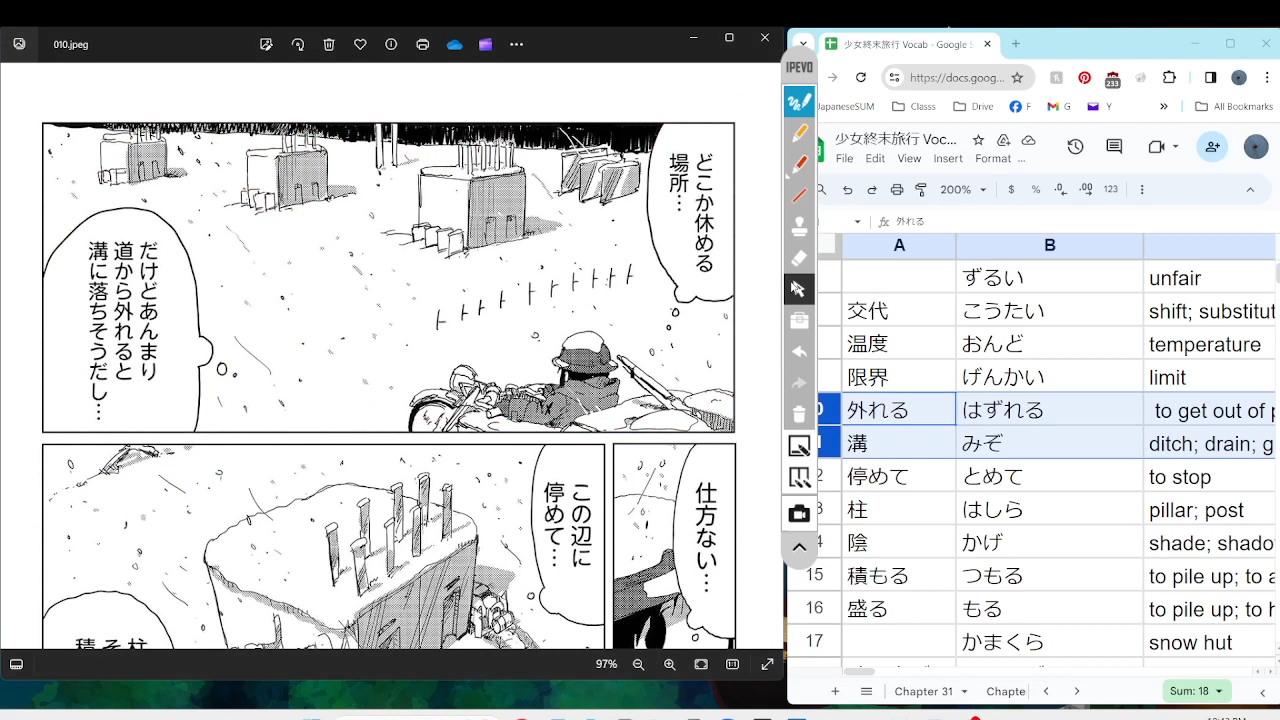 010.jpeg
どこか休める
場所…
だけどあんまり
道から外れると
溝に落ちそうだし…
仕方ない…
この辺に
停めて…
柱
そ
積
97%
IPEVO
少女終末旅行 Vocab - Google S
https://docs.goog...
233
JapaneseSUM
Classs
Drive
F
G
Y
»
All Bookmarks
少女終末旅行 Voc...
File Edit View Insert Format ...
200%
$ % .0 .00 123
外れる
A B
ずるい unfair
交代 こうたい shift; substitut
温度 おんど temperature
限界 げんかい limit
外れる はずれる to get out of p
溝 みぞ ditch; drain; g
停めて とめて to stop
柱 はしら pillar; post
陰 かげ shade; shado
15 積もる つもる to pile up; to a
16 盛る もる to pile up; to h
17 かまくら snow hut
Chapter 31
Chapte
Sum: 18